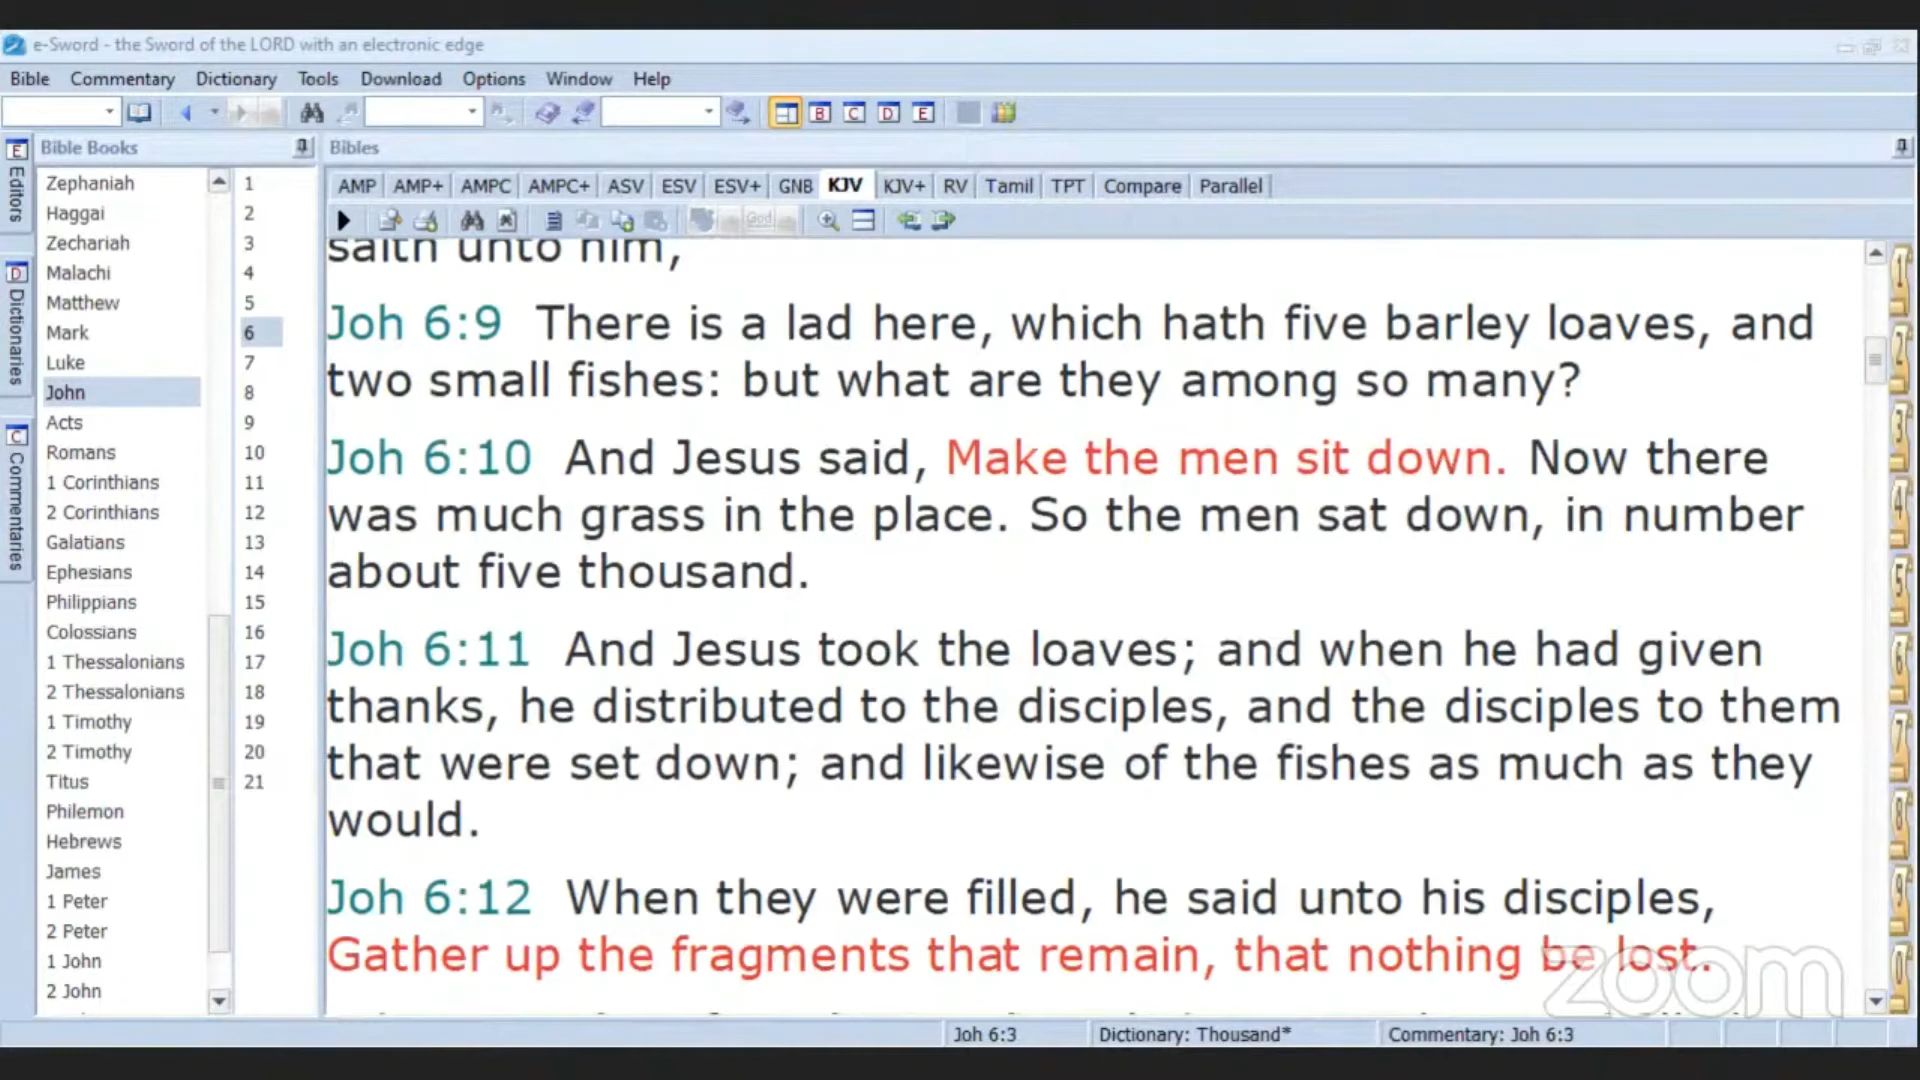 e-Sword - the Sword of the LORD with an electronic edge
Bible Commentary Dictionary Tools Download Options Window Help
B C D E
Bible Books
Bibles
E Editors
D Dictionaries
C Commentaries
Zephaniah
Haggai
Zechariah
Malachi
Matthew
Mark
Luke
John
Acts
Romans
1 Corinthians
2 Corinthians
Galatians
Ephesians
Philippians
Colossians
1 Thessalonians
2 Thessalonians
1 Timothy
2 Timothy
Titus
Philemon
Hebrews
James
1 Peter
2 Peter
1 John
2 John
1
2
3
4
5
6
7
8
9
10
11
12
13
14
15
16
17
18
19
20
21
AMP AMP+ AMPC AMPC+ ASV ESV ESV+ GNB KJV KJV+ RV Tamil TPT Compare Parallel
God
saith unto him,
Joh 6:9 There is a lad here, which hath five barley loaves, and
two small fishes: but what are they among so many?
Joh 6:10 And Jesus said, Make the men sit down. Now there
was much grass in the place. So the men sat down, in number
about five thousand.
Joh 6:11 And Jesus took the loaves; and when he had given
thanks, he distributed to the disciples, and the disciples to them
that were set down; and likewise of the fishes as much as they
would.
Joh 6:12 When they were filled, he said unto his disciples,
Gather up the fragments that remain, that nothing be lost.
zoom
1
2
3
4
5
6
7
8
9
0
Joh 6:3
Dictionary: Thousand*
Commentary: Joh 6:3